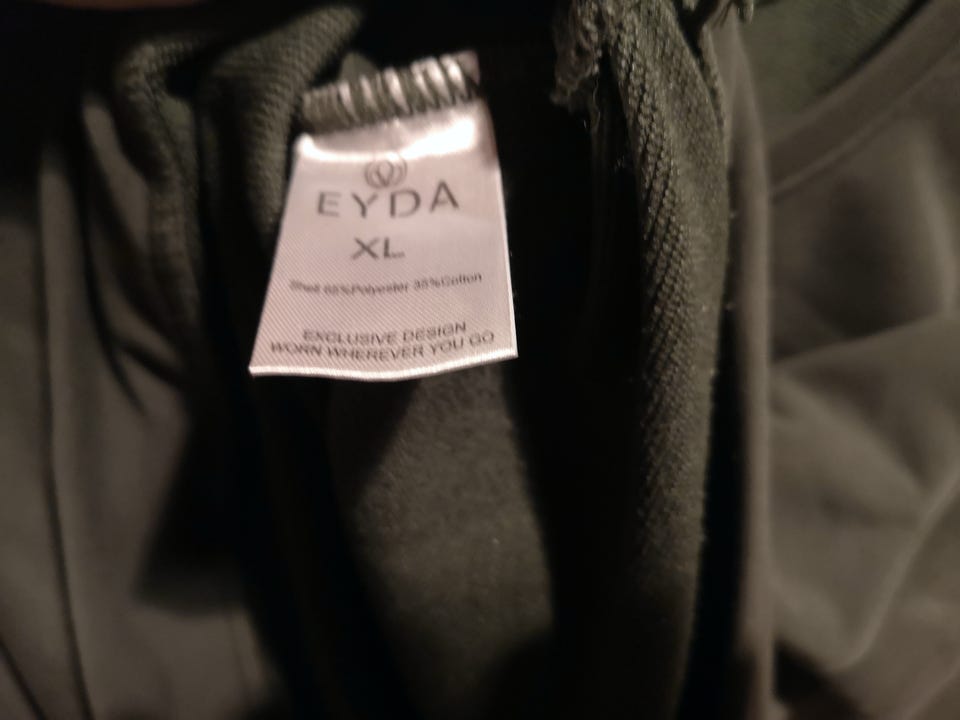 EYDA
XL
Shell 65%Polyester 35%Cotton
EXCLUSIVE DESIGN
WORN WHEREVER YOU GO